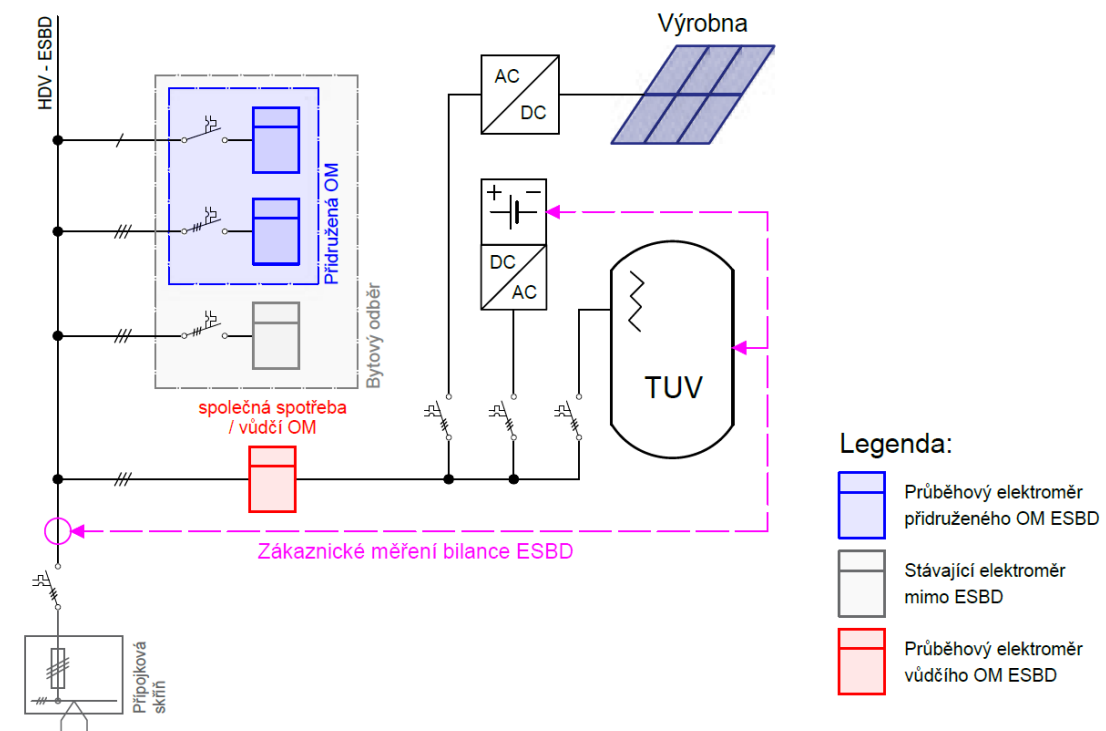 Výrobna
HDV - ESBD
AC
DC
Přidružená OM
+ −
DC
AC
Bytový odběr
TUV
společná spotřeba
/ vůdčí OM
Zákaznické měření bilance ESBD
Přípojková
skříň
Legenda:
Průběhový elektroměr
přidruženého OM ESBD
Stávající elektroměr
mimo ESBD
Průběhový elektroměr
vůdčího OM ESBD